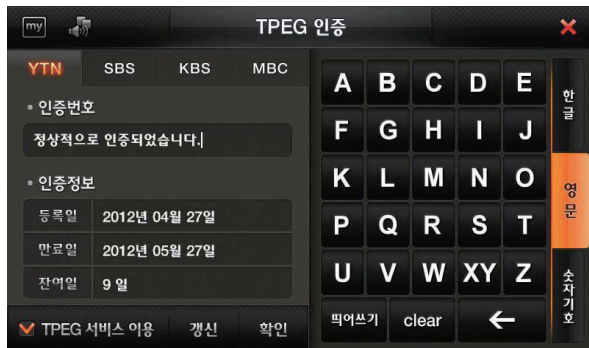 my TPEG 인증
YTN SBS KBS MBC
인증번호
정상적으로 인증되었습니다.
인증정보
등록일 2012년 04월 27일
만료일 2012년 05월 27일
잔여일 9 일
TPEG 서비스 이용 갱신 확인
A B C D E
F G H I J
K L M N O
P Q R S T
U V W XY Z
띄어쓰기 clear
한글
영문
숫자기호